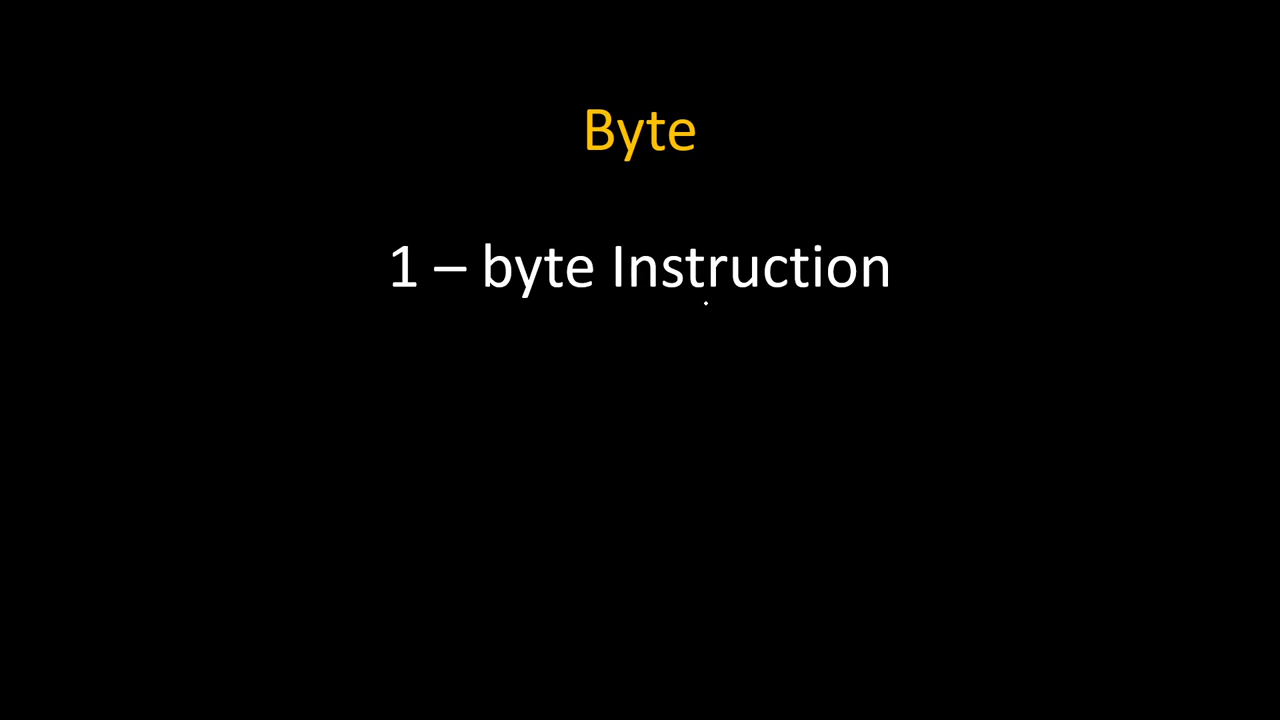 Byte
1 – byte Instruction